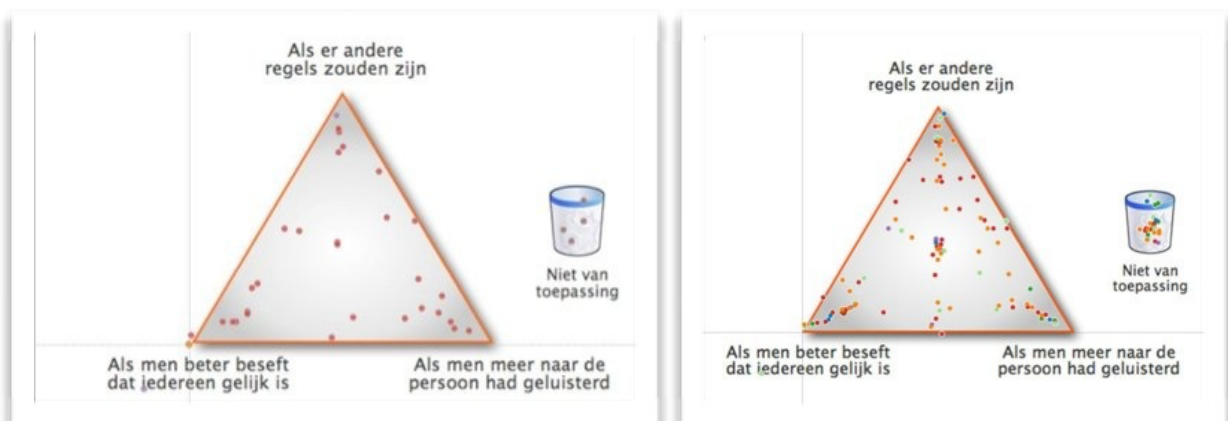 Als er andere
regels zouden zijn
Niet van
toepassing
Als men beter beseft
dat iedereen gelijk is
Als men meer naar de
persoon had geluisterd
Als er andere
regels zouden zijn
Niet van
toepassing
Als men beter beseft
dat iedereen gelijk is
Als men meer naar de
persoon had geluisterd